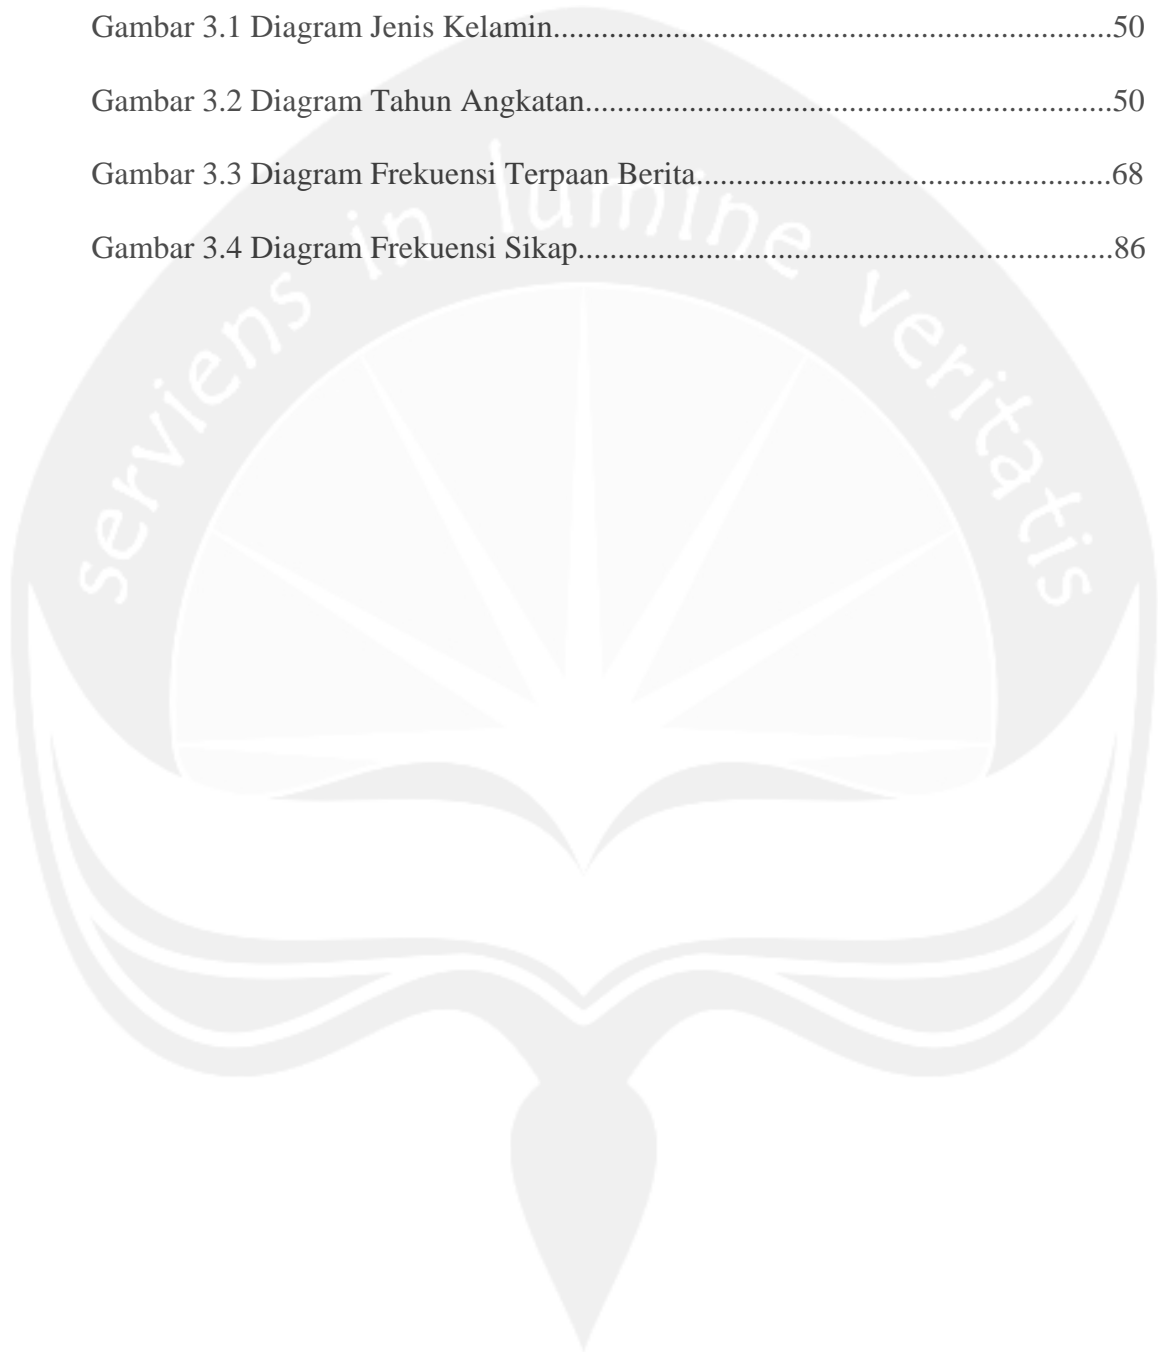 Gambar 3.1 Diagram Jenis Kelamin......................................................................50
Gambar 3.2 Diagram Tahun Angkatan..................................................................50
Gambar 3.3 Diagram Frekuensi Terpaan Berita....................................................68
Gambar 3.4 Diagram Frekuensi Sikap...................................................................86
serviens in lumine veritatis